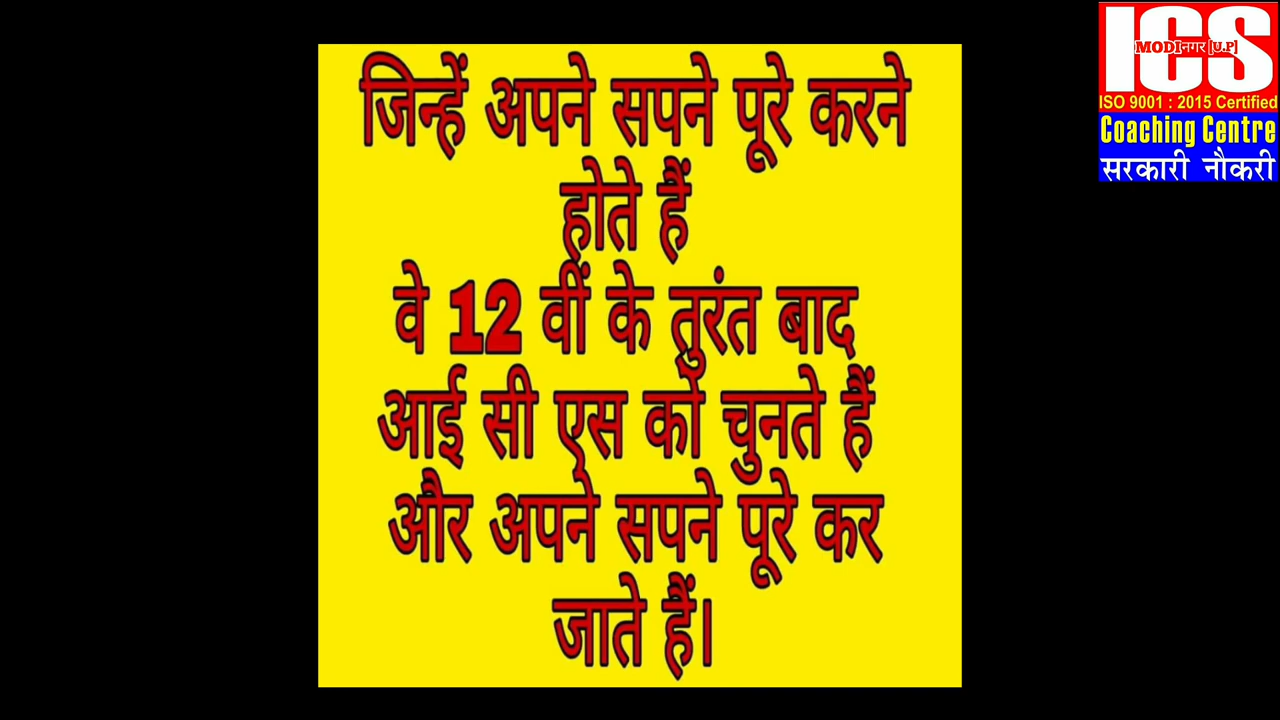 जिन्हें अपने सपने पूरे करने
होते हैं
वे 12 वीं के तुरंत बाद
आई सी एस को चुनते हैं
और अपने सपने पूरे कर
जाते हैं।
ICS
MODIनगर [U.P]
ISO 9001 : 2015 Certified
Coaching Centre
सरकारी नौकरी